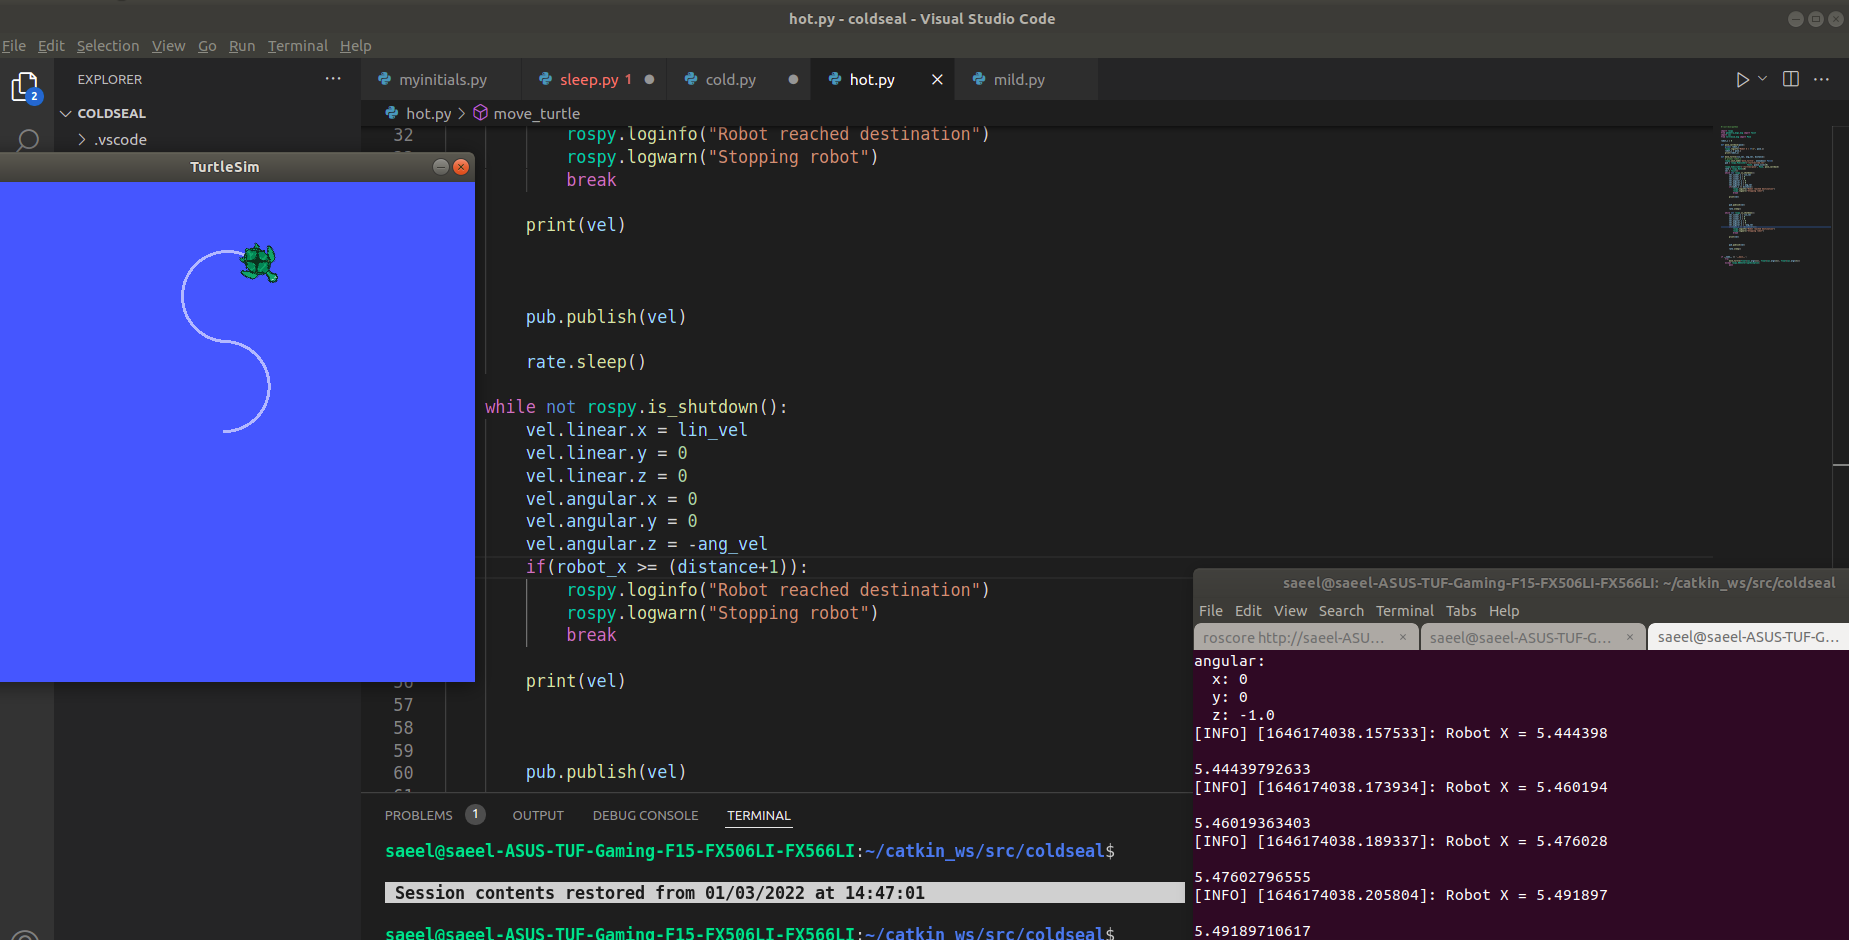 hot.py - coldseal - Visual Studio Code
File Edit Selection View Go Run Terminal Help
EXPLORER
COLDSEAL
.vscode
2
myinitials.py
sleep.py 1
cold.py
hot.py
mild.py
hot.py > move_turtle
TurtleSim
32 rospy.loginfo("Robot reached destination")
rospy.logwarn("Stopping robot")
break
print(vel)
pub.publish(vel)
rate.sleep()
while not rospy.is_shutdown():
vel.linear.x = lin_vel
vel.linear.y = 0
vel.linear.z = 0
vel.angular.x = 0
vel.angular.y = 0
vel.angular.z = -ang_vel
if(robot_x >= (distance+1)):
rospy.loginfo("Robot reached destination")
rospy.logwarn("Stopping robot")
break
56 print(vel)
57
58
59
60 pub.publish(vel)
61
PROBLEMS 1 OUTPUT DEBUG CONSOLE TERMINAL
saeel@saeel-ASUS-TUF-Gaming-F15-FX506LI-FX566LI:~/catkin_ws/src/coldseal$
Session contents restored from 01/03/2022 at 14:47:01
saeel@saeel-ASUS-TUF-Gaming-F15-FX506LI-FX566LI:~/catkin_ws/src/coldseal$
saeel@saeel-ASUS-TUF-Gaming-F15-FX506LI-FX566LI: ~/catkin_ws/src/coldseal
File Edit View Search Terminal Tabs Help
roscore http://saeel-ASU... × saeel@saeel-ASUS-TUF-G... × saeel@saeel-ASUS-TUF-G...
angular:
x: 0
y: 0
z: -1.0
[INFO] [1646174038.157533]: Robot X = 5.444398
5.44439792633
[INFO] [1646174038.173934]: Robot X = 5.460194
5.46019363403
[INFO] [1646174038.189337]: Robot X = 5.476028
5.47602796555
[INFO] [1646174038.205804]: Robot X = 5.491897
5.49189710617